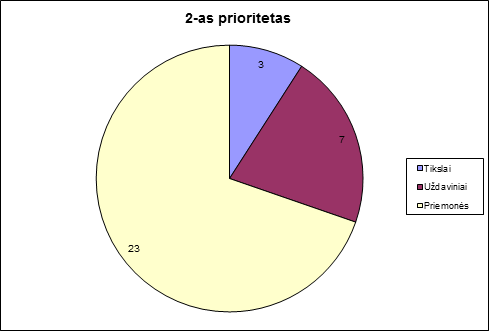 2-as prioritetas
3
7
23
Tikslai
Uždaviniai
Priemonės